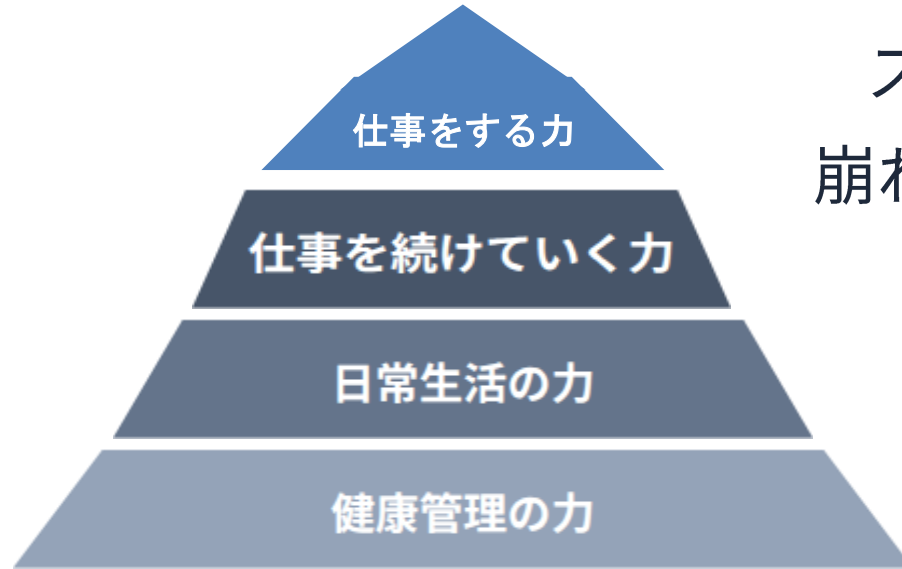 仕事をする力
仕事を続けていく力
日常生活の力
健康管理の力
崩